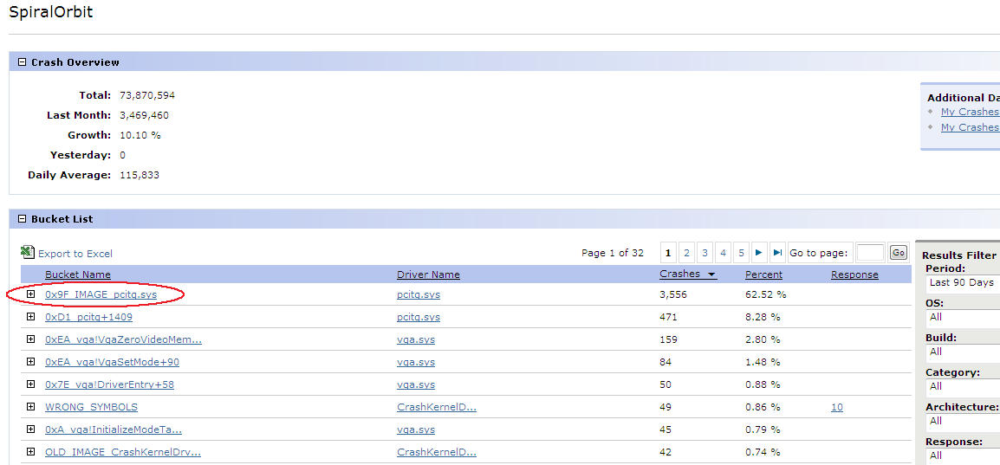 SpiralOrbit
Crash Overview
Total: 73,870,594
Last Month: 3,469,460
Growth: 10.10 %
Yesterday: 0
Daily Average: 115,833
Additional Da
My Crashes
My Crashes
Bucket List
Export to Excel Page 1 of 32 1 2 3 4 5 Go to page: Go
Bucket Name Driver Name Crashes Percent Response
0x9F_IMAGE_pcitg.sys pcitg.sys 3,556 62.52 %
0xD1_pcitg+1409 pcitg.sys 471 8.28 %
0xEA_vga!VgaZeroVideoMem... vga.sys 159 2.80 %
0xEA_vga!VgaSetMode+90 vga.sys 84 1.48 %
0x7E_vga!DriverEntry+58 vga.sys 50 0.88 %
WRONG_SYMBOLS CrashKernelD... 49 0.86 % 10
0xA_vga!InitializeModeTa... vga.sys 45 0.79 %
OLD_IMAGE_CrashKernelDrv... CrashKernelD... 42 0.74 %
Results Filter
Period:
Last 90 Days
OS:
All
Build:
All
Category:
All
Architecture:
All
Response:
All